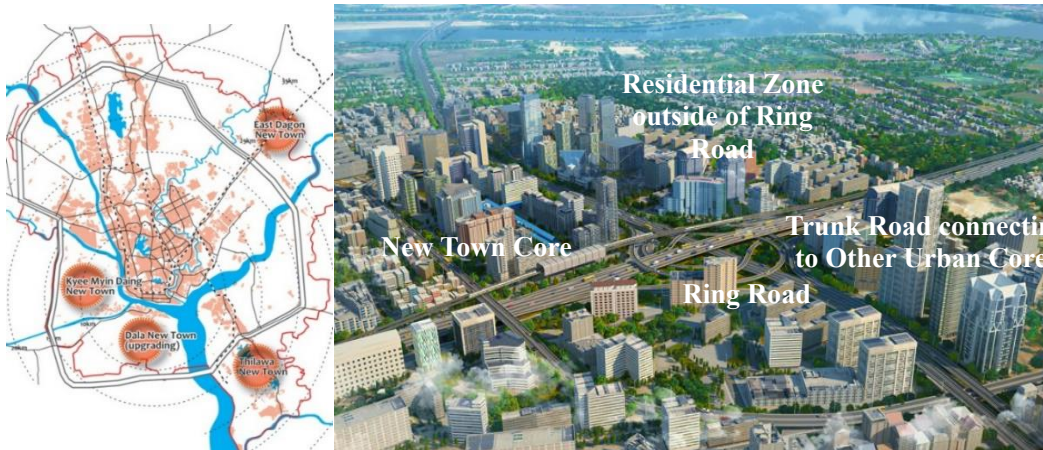 East Dagon
New Town
Kyee Myin Daing
New Town
Dala New Town
(upgrading)
Thilawa
New Town
Residential Zone
outside of Ring
Road
New Town Core
Trunk Road connectin
to Other Urban Core
Ring Road